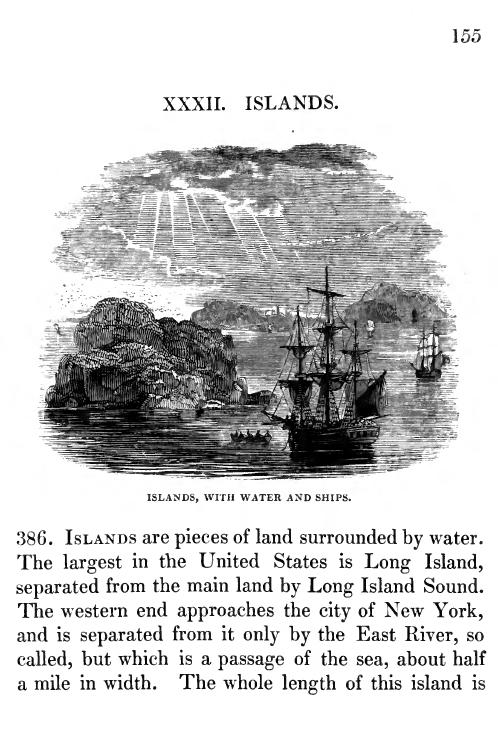 155
XXXII. ISLANDS.
ISLANDS, WITH WATER AND SHIPS.
386. ISLANDS are pieces of land surrounded by water.
The largest in the United States is Long Island,
separated from the main land by Long Island Sound.
The western end approaches the city of New York,
and is separated from it only by the East River, so
called, but which is a passage of the sea, about half
a mile in width. The whole length of this island is